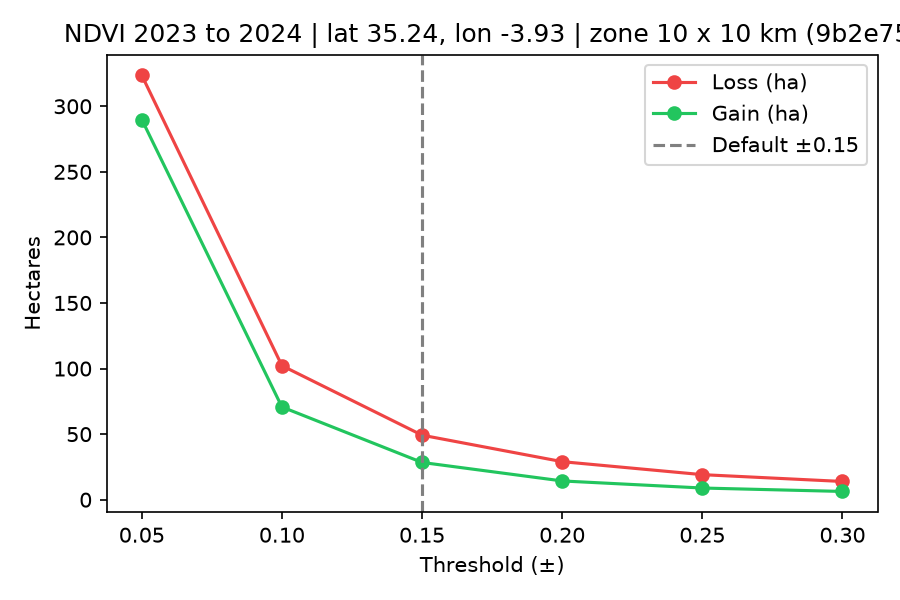 NDVI 2023 to 2024 | lat 35.24, lon -3.93 | zone 10 x 10 km (9b2e75
Loss (ha)
Gain (ha)
Default ±0.15
Hectares
300
250
200
150
100
50
0
0.05 0.10 0.15 0.20 0.25 0.30
Threshold (±)